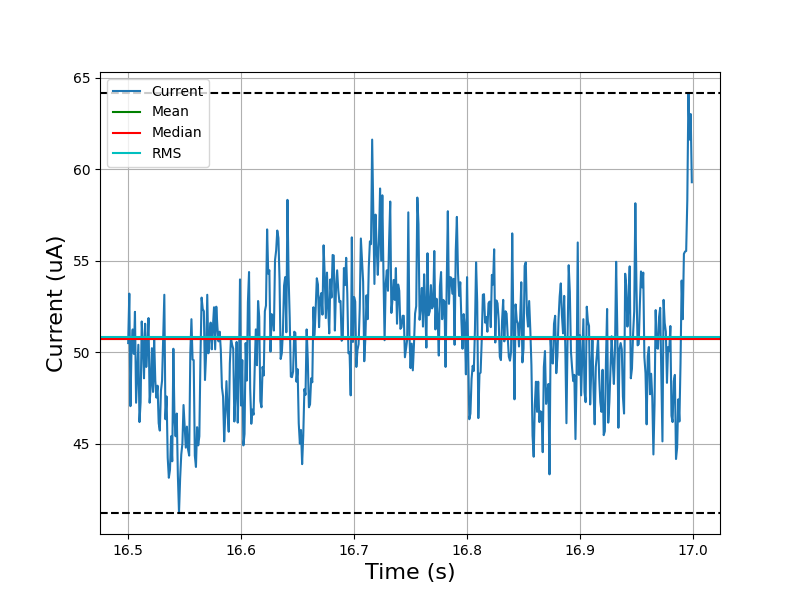 65
60
55
50
45
Current (uA)
Current
Mean
Median
RMS
16.5 16.6 16.7 16.8 16.9 17.0
Time (s)